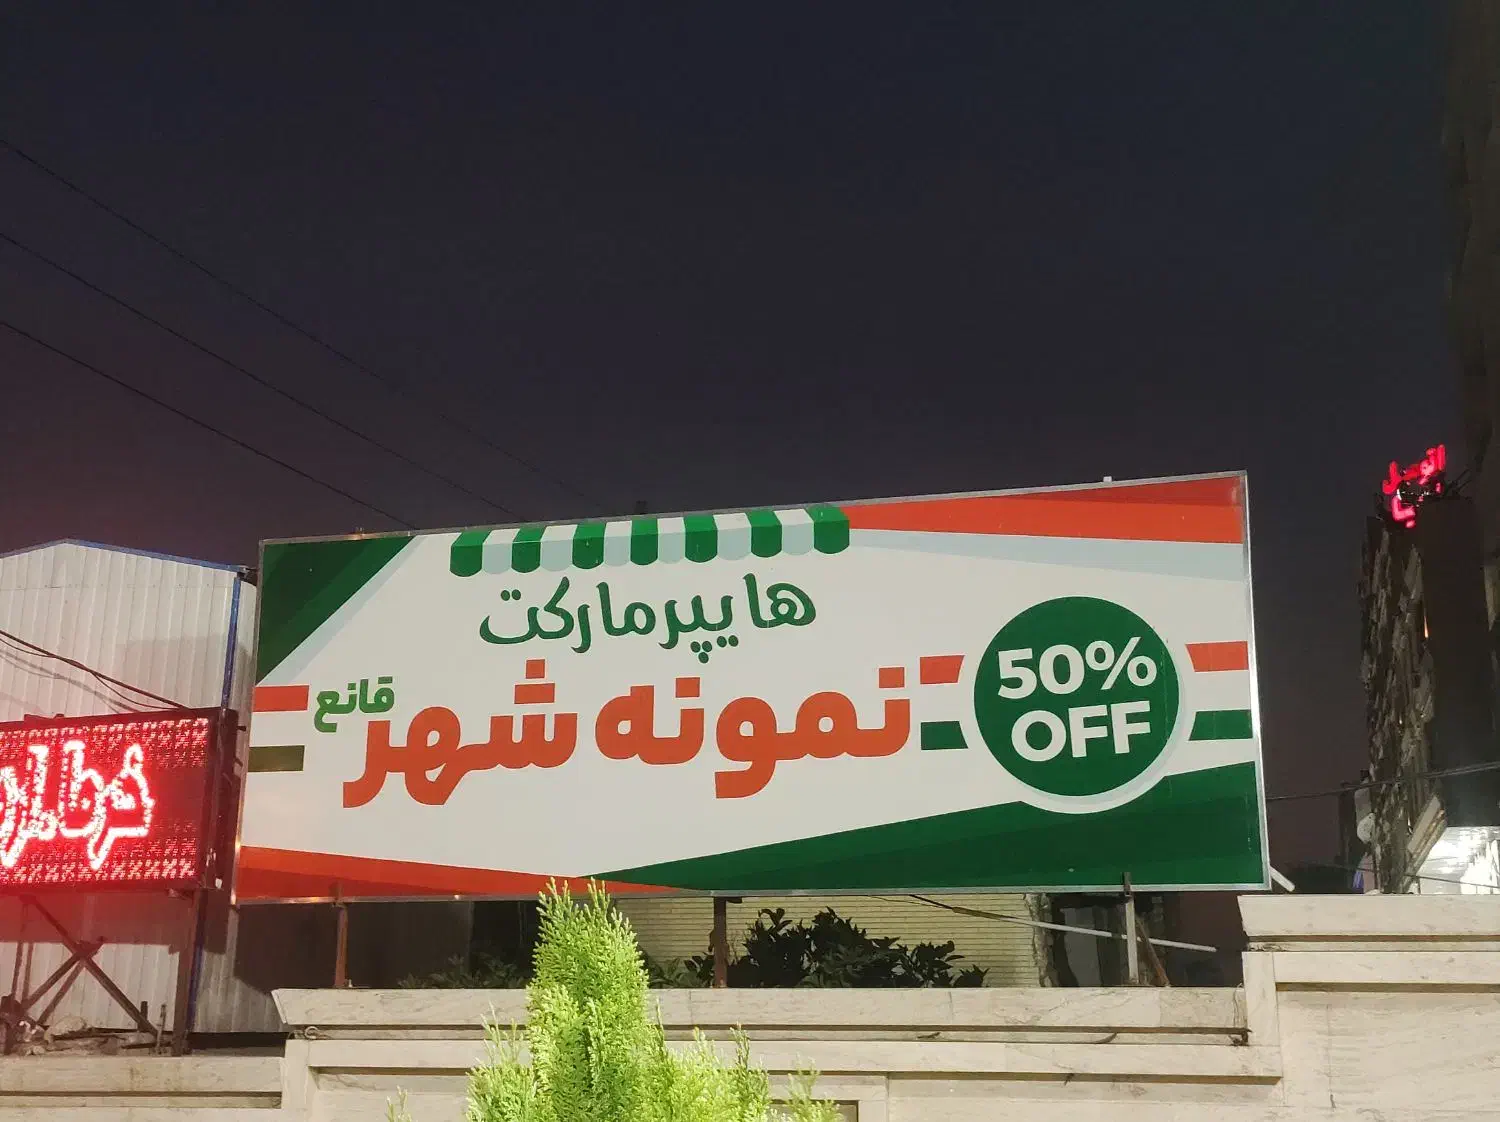 هایپرمارکت
نمونه شهر
قانع
50%
OFF